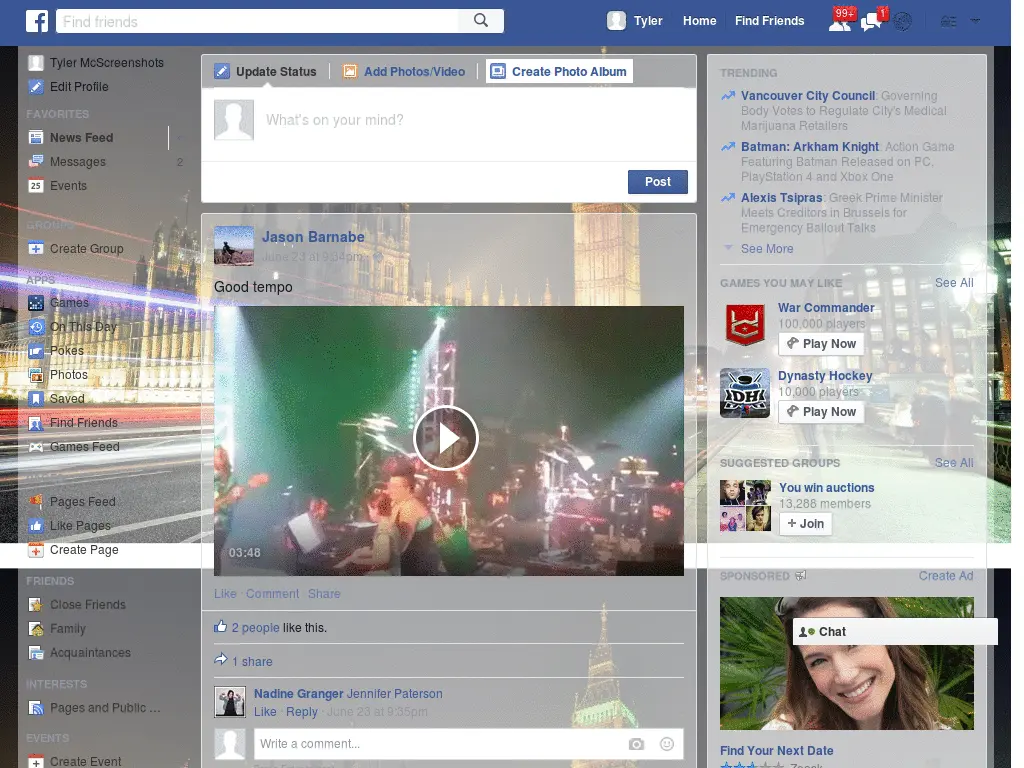 Find friends
Tyler
Home
Find Friends
99+
1
Tyler McScreenshots
Edit Profile
FAVORITES
News Feed
Messages
2
25
Events
GROUPS
Create Group
APPS
Games
On This Day
Pokes
Photos
Saved
Find Friends
Games Feed
Pages Feed
Like Pages
Create Page
FRIENDS
Close Friends
Family
Acquaintances
INTERESTS
Pages and Public ...
EVENTS
Create Event
Update Status
Add Photos/Video
Create Photo Album
What's on your mind?
Post
Jason Barnabe
June 23 at 9:34pm ·
Good tempo
03:48
Like · Comment · Share
2 people like this.
1 share
Nadine Granger Jennifer Paterson
Like · Reply · June 23 at 9:35pm
Write a comment...
TRENDING
Vancouver City Council: Governing
Body Votes to Regulate City's Medical
Marijuana Retailers
Batman: Arkham Knight: Action Game
Featuring Batman Released on PC,
PlayStation 4 and Xbox One
Alexis Tsipras: Greek Prime Minister
Meets Creditors in Brussels for
Emergency Bailout Talks
See More
GAMES YOU MAY LIKE
See All
War Commander
100,000 players
Play Now
IDHI
Dynasty Hockey
10,000 players
Play Now
SUGGESTED GROUPS
See All
You win auctions
13,288 members
+ Join
SPONSORED
Create Ad
Chat
Find Your Next Date
Zoosk